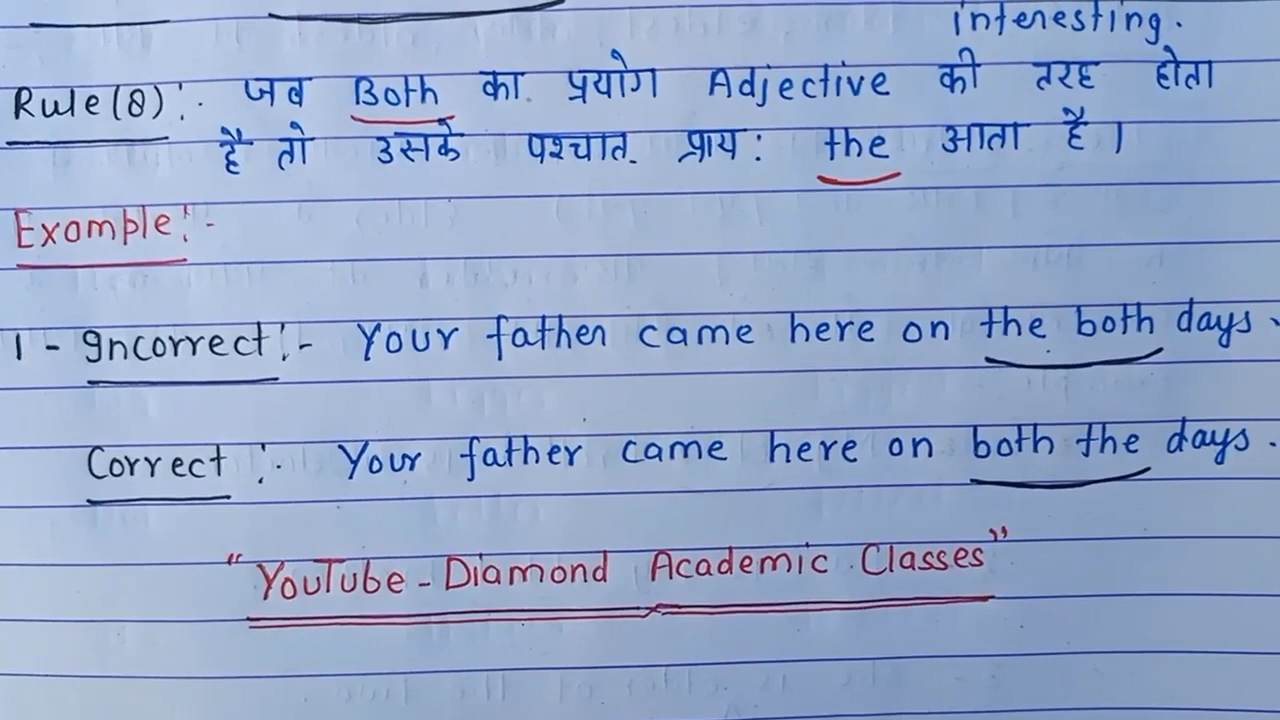 interesting.
Rule(8):- जब Both का प्रयोग Adjective की तरह होता
है तो उसके पश्चात प्राय: the आता है।
Example:-
1 - Incorrect:- Your father came here on the both days.
Correct :- Your father came here on both the days.
"YouTube - Diamond Academic Classes"